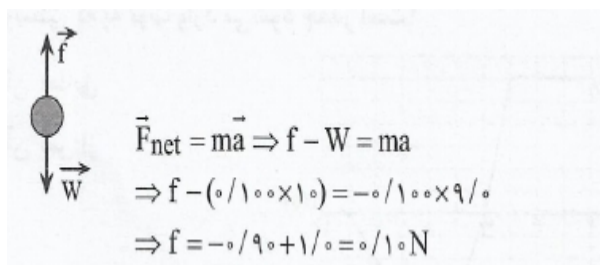 f⃗
W⃗
F⃗net = ma⃗ ⇒ f – W = ma
⇒ f – (۰/۱۰۰×۱۰) = –۰/۱۰۰×۹/۰
⇒ f = –۰/۹۰+۱/۰ = ۰/۱۰N